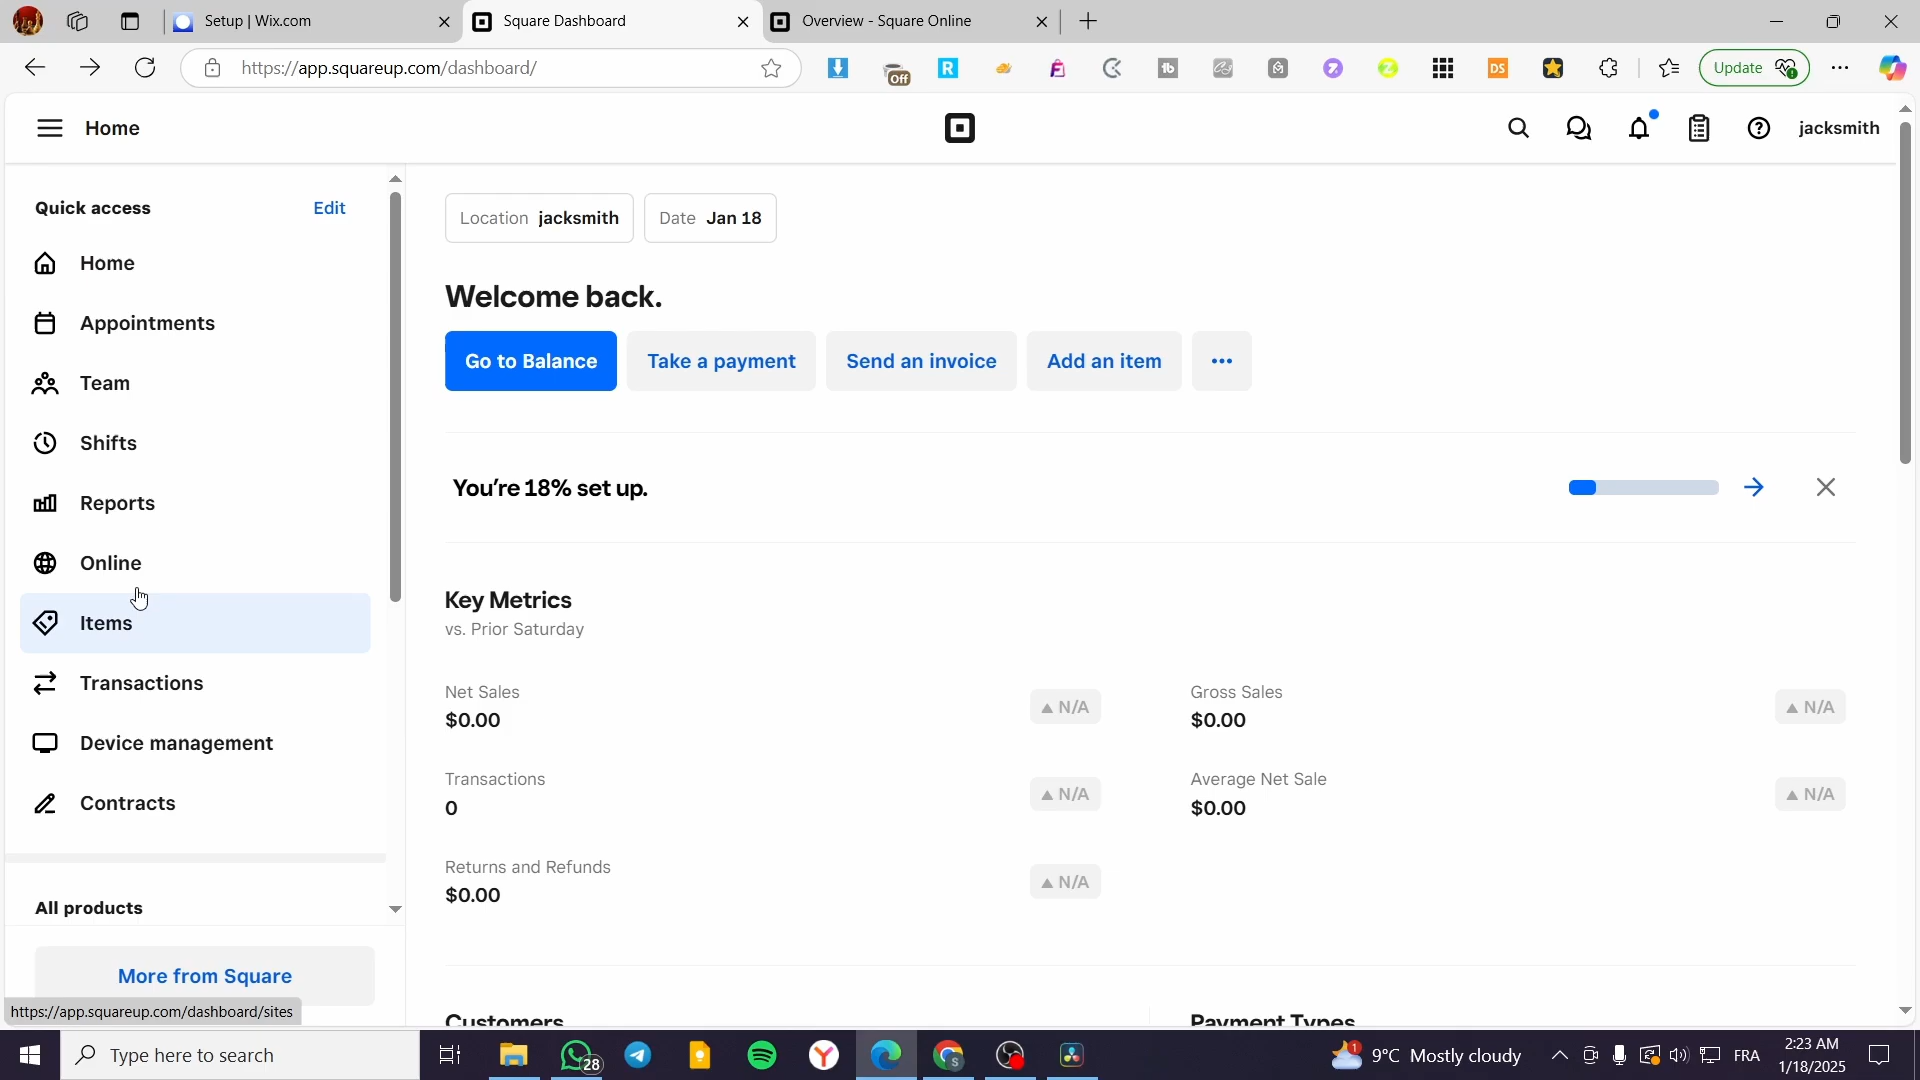 Setup | Wix.com
Square Dashboard
Overview - Square Online
https://app.squareup.com/dashboard/
Off
R
tb
DS
Update
Home
jacksmith
Quick access
Edit
Home
Appointments
Team
Shifts
Reports
Online
Items
Transactions
Device management
Contracts
All products
More from Square
https://app.squareup.com/dashboard/sites
Location jacksmith
Date Jan 18
Welcome back.
Go to Balance
Take a payment
Send an invoice
Add an item
You're 18% set up.
Key Metrics
vs. Prior Saturday
Net Sales
$0.00
N/A
Gross Sales
$0.00
N/A
Transactions
0
N/A
Average Net Sale
$0.00
N/A
Returns and Refunds
$0.00
N/A
Customers
Payment Types
Type here to search
28
1
9°C Mostly cloudy
FRA
2:23 AM
1/18/2025